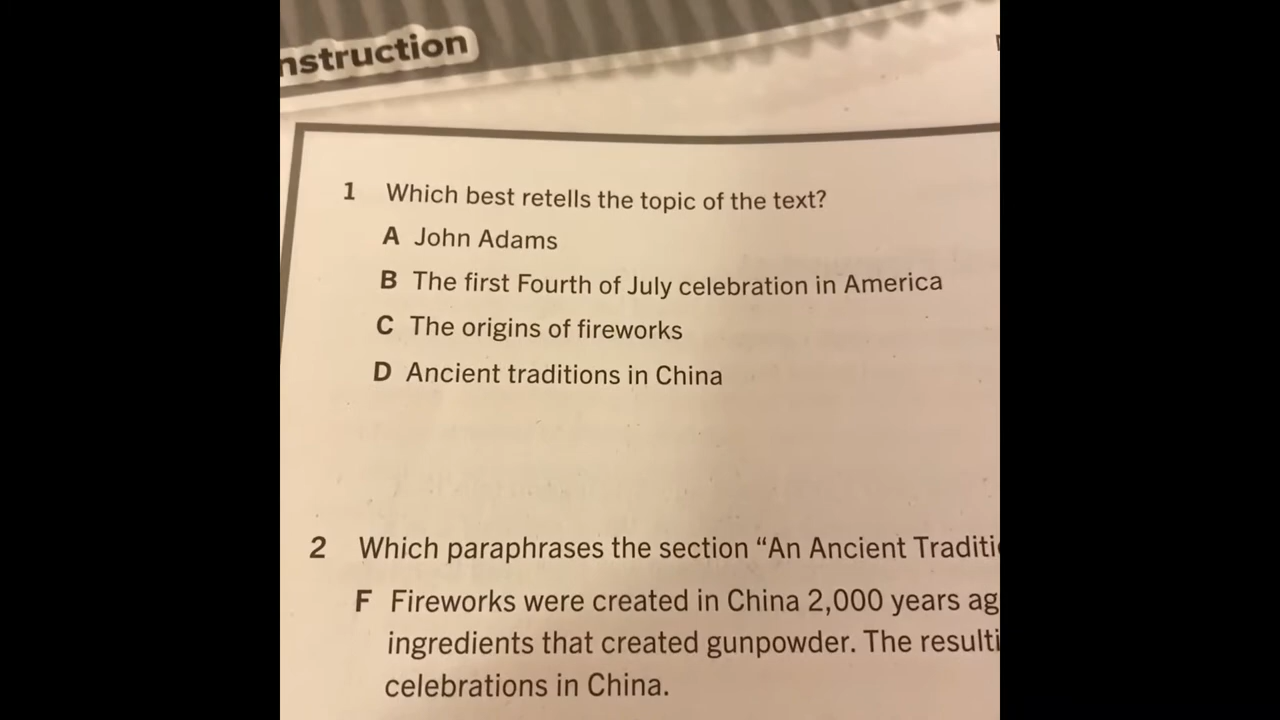 nstruction
1 Which best retells the topic of the text?
A John Adams
B The first Fourth of July celebration in America
C The origins of fireworks
D Ancient traditions in China
2 Which paraphrases the section “An Ancient Traditi
F Fireworks were created in China 2,000 years ag
ingredients that created gunpowder. The resulti
celebrations in China.